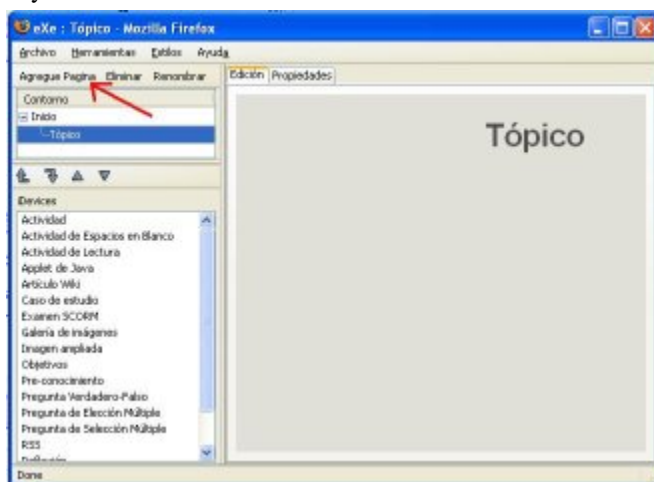 eXe : Tópico - Mozilla Firefox
Archivo Herramientas Estilos Ayuda
Agregue Pagina Eliminar Renombrar
Edición Propiedades
Contorno
Inicio
Tópico
Tópico
Devices
Actividad
Actividad de Espacios en Blanco
Actividad de Lectura
Applet de Java
Artículo Wiki
Caso de estudio
Examen SCORM
Galería de imágenes
Imagen ampliada
Objetivos
Pre-conocimiento
Pregunta Verdadero-Falso
Pregunta de Elección Múltiple
Pregunta de Selección Múltiple
RSS
Done